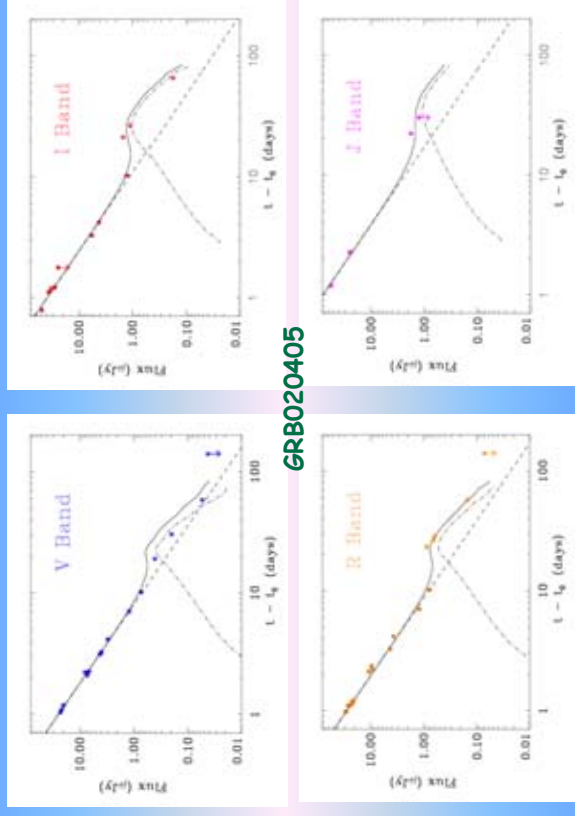 V Band
Flux (μJy)
10.00
1.00
0.10
0.01
1
10
100
t - t₀ (days)
I Band
Flux (μJy)
10.00
1.00
0.10
0.01
1
10
100
t - t₀ (days)
GRB020405
R Band
Flux (μJy)
10.00
1.00
0.10
0.01
1
10
100
t - t₀ (days)
J Band
Flux (μJy)
10.00
1.00
0.10
0.01
1
10
100
t - t₀ (days)